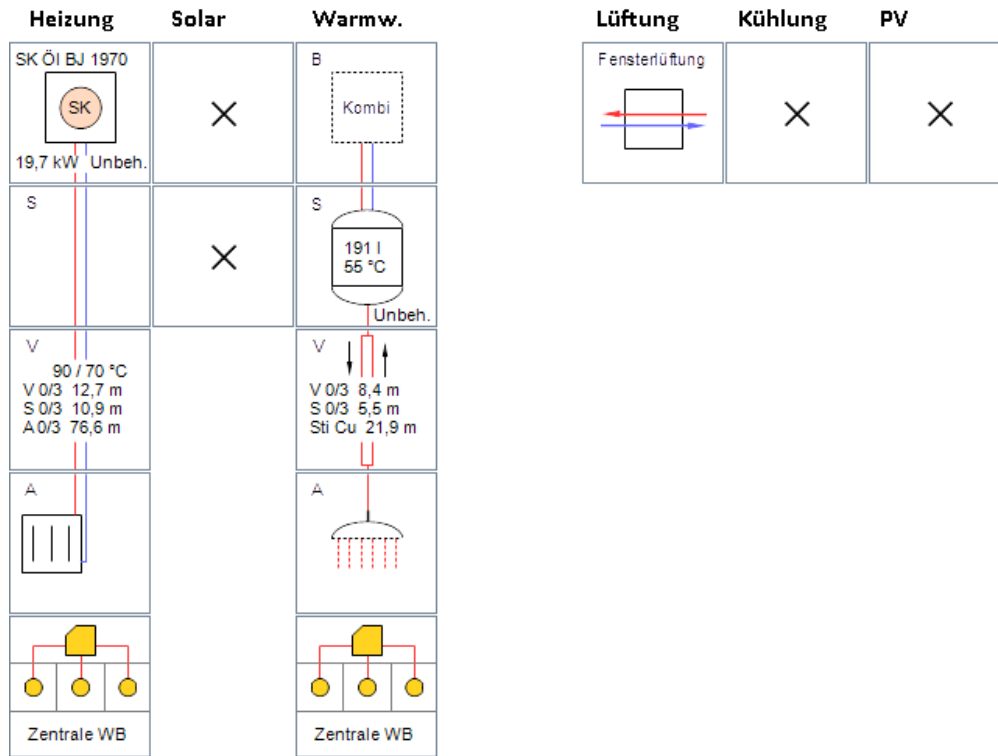 Heizung Solar Warmw. Lüftung Kühlung PV
SK Öl BJ 1970
SK
19,7 kW Unbeh.
B
Kombi
Fensterlüftung
S
S
191 l
55 °C
Unbeh.
V
90 / 70 °C
V 0/3 12,7 m
S 0/3 10,9 m
A 0/3 76,6 m
V
V 0/3 8,4 m
S 0/3 5,5 m
Sti Cu 21,9 m
A
A
Zentrale WB
Zentrale WB